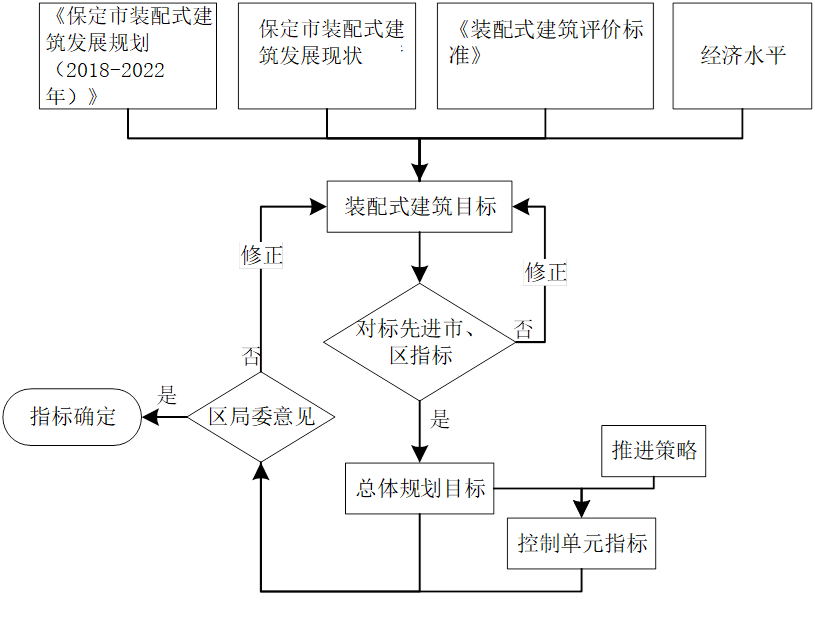 《保定市装配式建
筑发展规划
（2018-2022
年）》
保定市装配式建
筑发展现状
《装配式建筑评价标
准》
经济水平
装配式建筑目标
修正
修正
对标先进市、
区指标
否
否
是
指标确定
区局委意见
是
推进策略
总体规划目标
控制单元指标